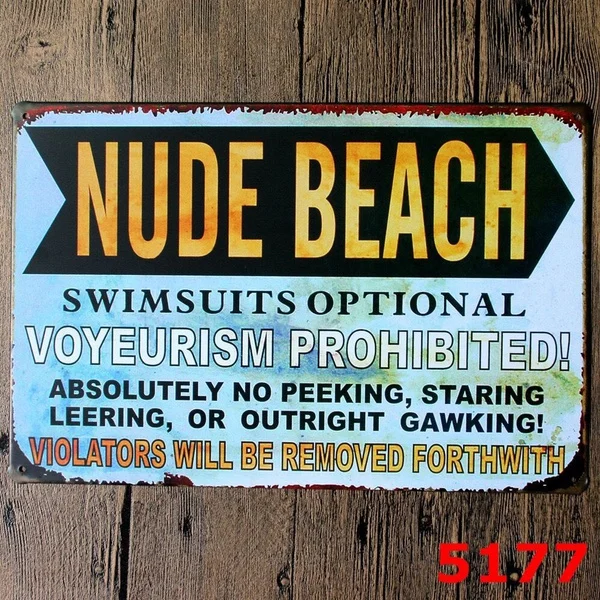 NUDE BEACH
SWIMSUITS OPTIONAL
VOYEURISM PROHIBITED!
ABSOLUTELY NO PEEKING, STARING
LEERING, OR OUTRIGHT GAWKING!
VIOLATORS WILL BE REMOVED FORTHWITH
5177